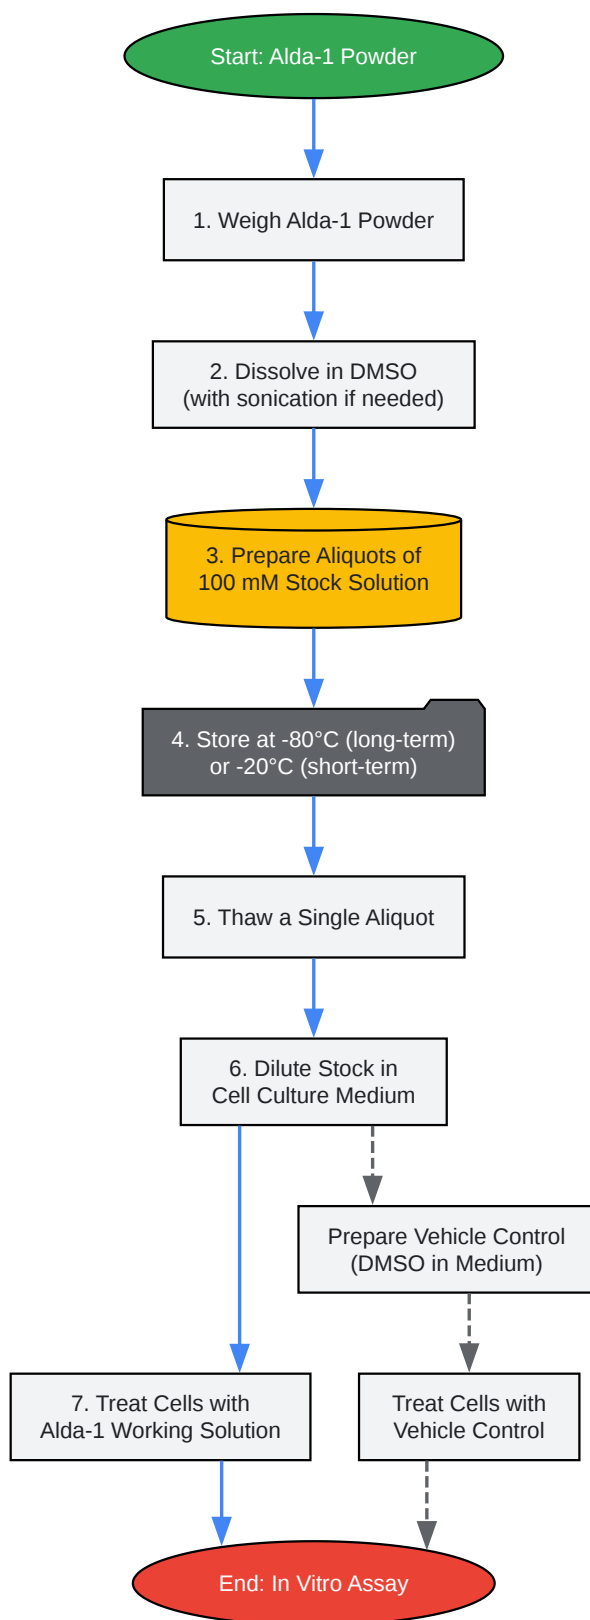 Start: Alda-1 Powder
1. Weigh Alda-1 Powder
2. Dissolve in DMSO
(with sonication if needed)
3. Prepare Aliquots of
100 mM Stock Solution
4. Store at -80°C (long-term)
or -20°C (short-term)
5. Thaw a Single Aliquot
6. Dilute Stock in
Cell Culture Medium
Prepare Vehicle Control
(DMSO in Medium)
7. Treat Cells with
Alda-1 Working Solution
Treat Cells with
Vehicle Control
End: In Vitro Assay